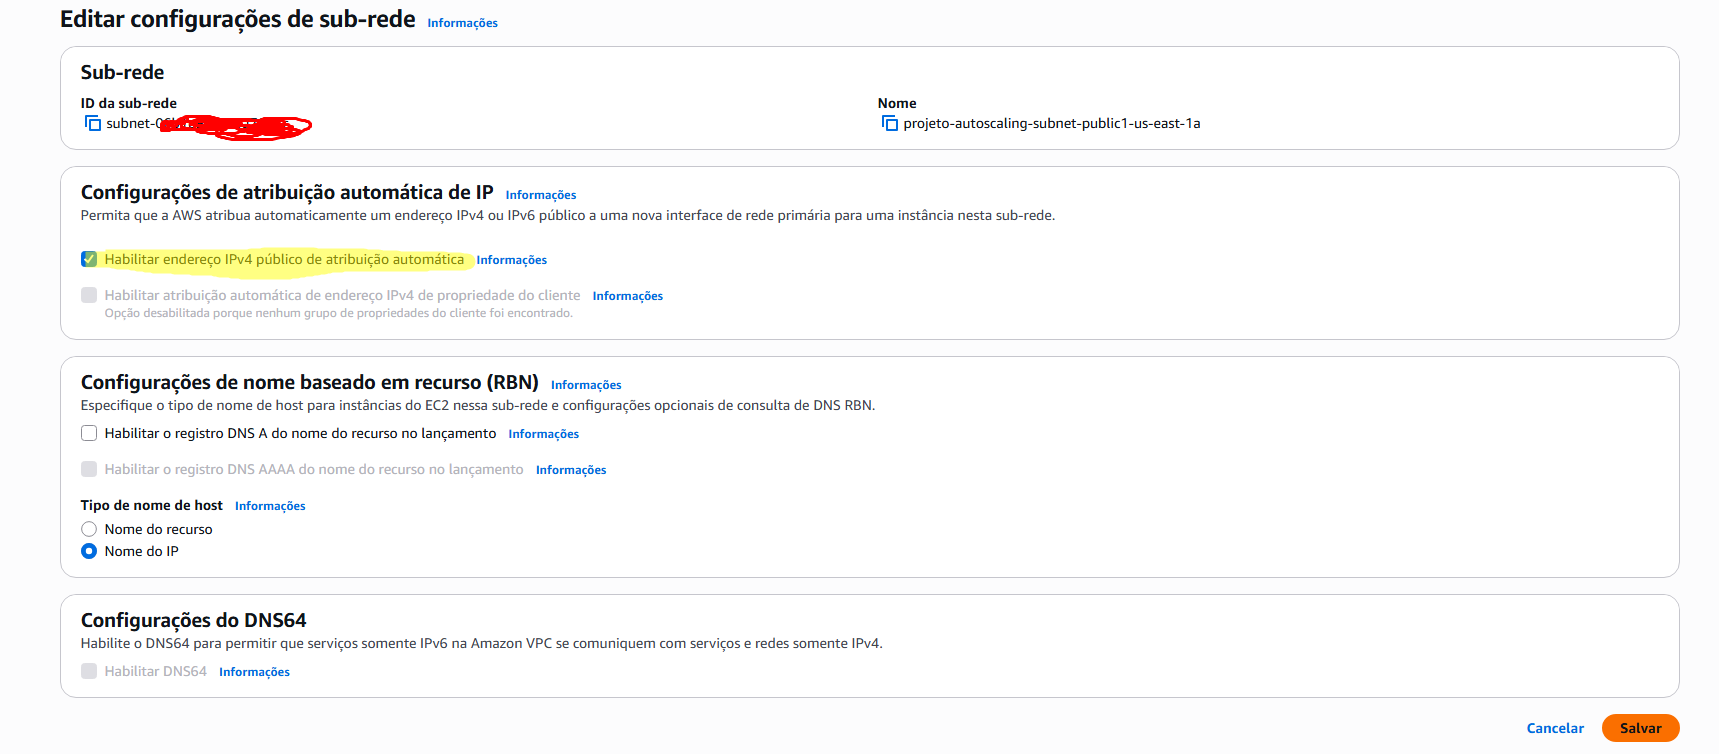 Editar configurações de sub-rede Informações
Sub-rede
ID da sub-rede
subnet-
Nome
projeto-autoscaling-subnet-public1-us-east-1a
Configurações de atribuição automática de IP Informações
Permita que a AWS atribua automaticamente um endereço IPv4 ou IPv6 público a uma nova interface de rede primária para uma instância nesta sub-rede.
Habilitar endereço IPv4 público de atribuição automática Informações
Habilitar atribuição automática de endereço IPv4 de propriedade do cliente Informações
Opção desabilitada porque nenhum grupo de propriedades do cliente foi encontrado.
Configurações de nome baseado em recurso (RBN) Informações
Especifique o tipo de nome de host para instâncias do EC2 nessa sub-rede e configurações opcionais de consulta de DNS RBN.
Habilitar o registro DNS A do nome do recurso no lançamento Informações
Habilitar o registro DNS AAAA do nome do recurso no lançamento Informações
Tipo de nome de host Informações
Nome do recurso
Nome do IP
Configurações do DNS64
Habilite o DNS64 para permitir que serviços somente IPv6 na Amazon VPC se comuniquem com serviços e redes somente IPv4.
Habilitar DNS64 Informações
Cancelar Salvar